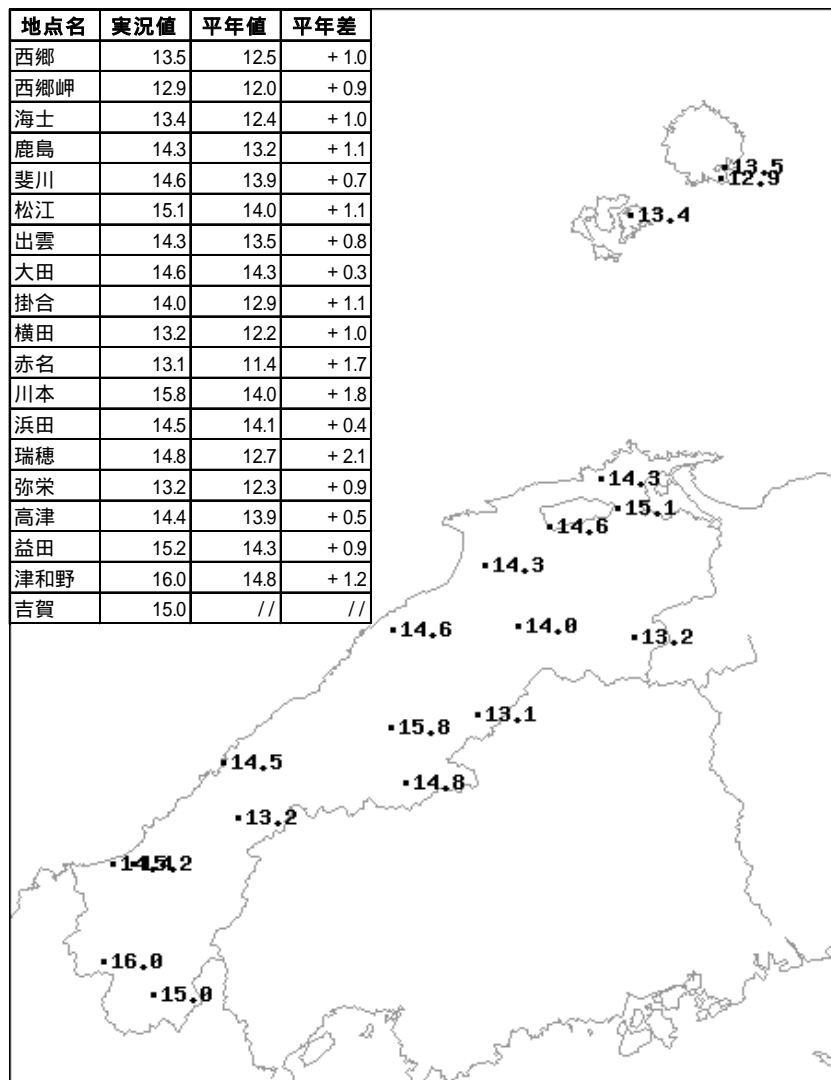 地点名 実況値 平年値 平年差
西郷 13.5 12.5 + 1.0
西郷岬 12.9 12.0 + 0.9
海士 13.4 12.4 + 1.0
鹿島 14.3 13.2 + 1.1
斐川 14.6 13.9 + 0.7
松江 15.1 14.0 + 1.1
出雲 14.3 13.5 + 0.8
大田 14.6 14.3 + 0.3
掛合 14.0 12.9 + 1.1
横田 13.2 12.2 + 1.0
赤名 13.1 11.4 + 1.7
川本 15.8 14.0 + 1.8
浜田 14.5 14.1 + 0.4
瑞穂 14.8 12.7 + 2.1
弥栄 13.2 12.3 + 0.9
高津 14.4 13.9 + 0.5
益田 15.2 14.3 + 0.9
津和野 16.0 14.8 + 1.2
吉賀 15.0 // //
13.5
12.9
13.4
14.3
15.1
14.6
14.3
14.6
14.0
13.2
13.1
15.8
14.5
14.8
13.2
16.0
15.0